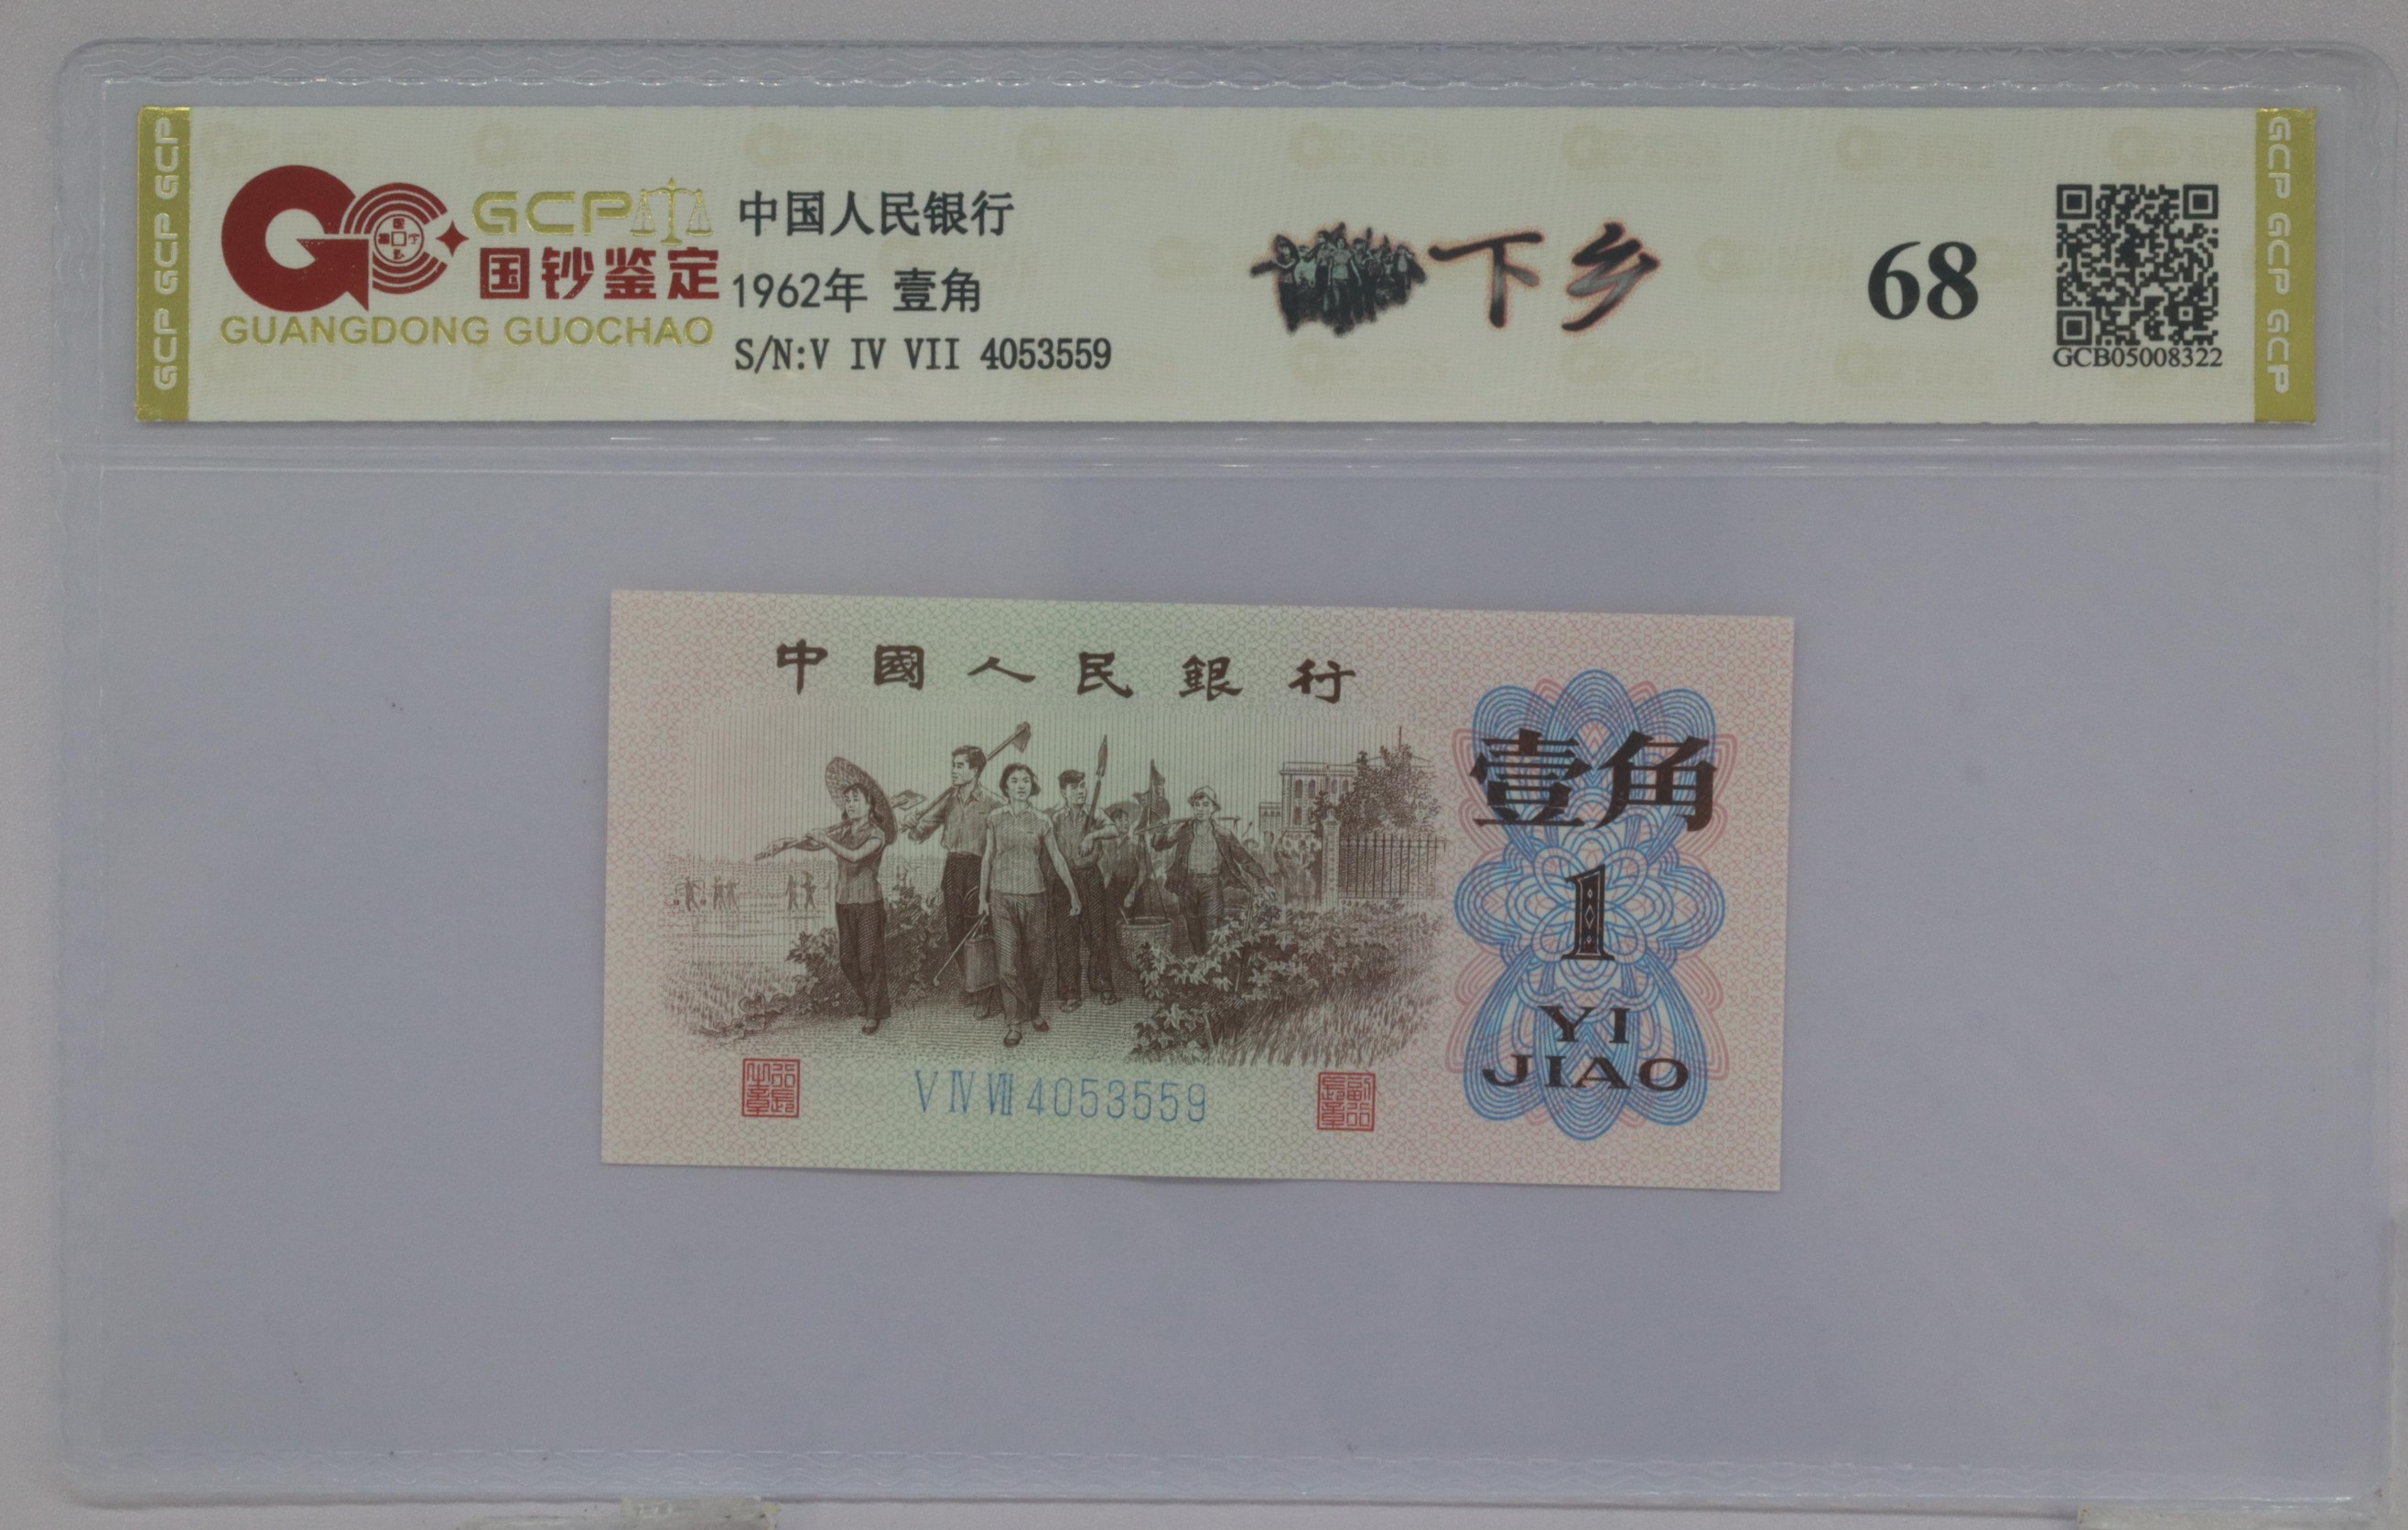 GCP GCP GCP
GCP
国钞鉴定
GUANGDONG GUOCHAO
中国人民银行
1962年 壹角
S/N:V IV VII 4053559
下乡
68
GCB05008322
GCP GCP GCP
中國人民銀行
壹角
1
YI
JIAO
V IV VII 4053559